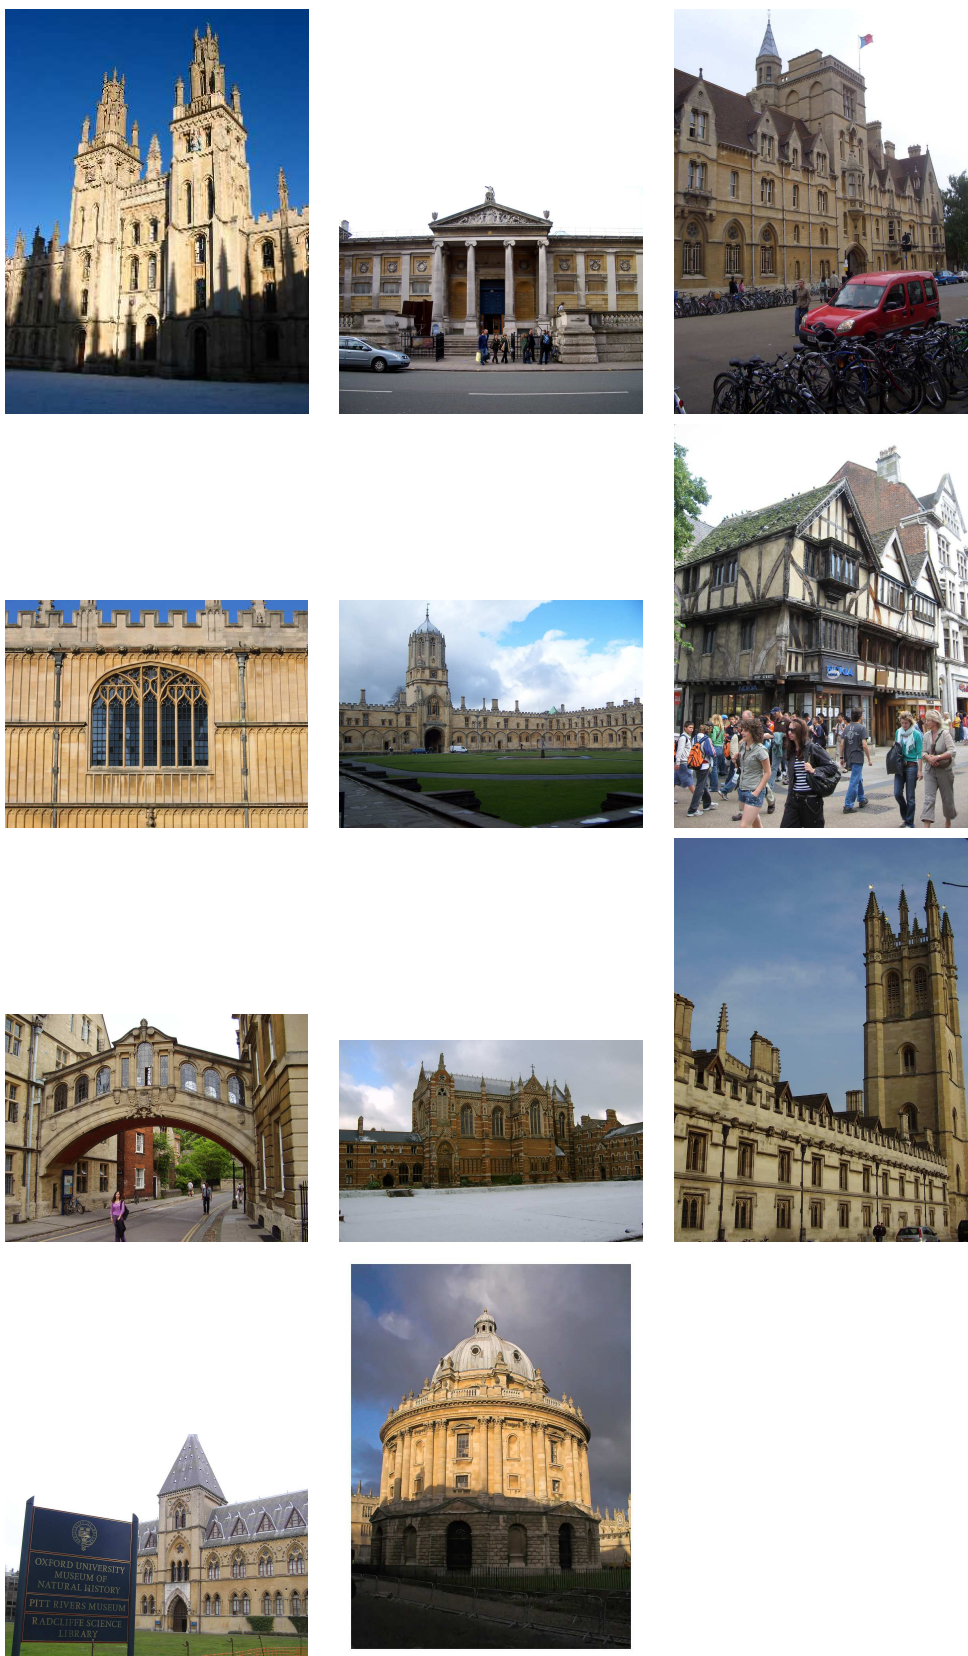 OXFORD UNIVERSITY
MUSEUM OF
NATURAL HISTORY
PITT RIVERS MUSEUM
RADCLIFFE SCIENCE
LIBRARY